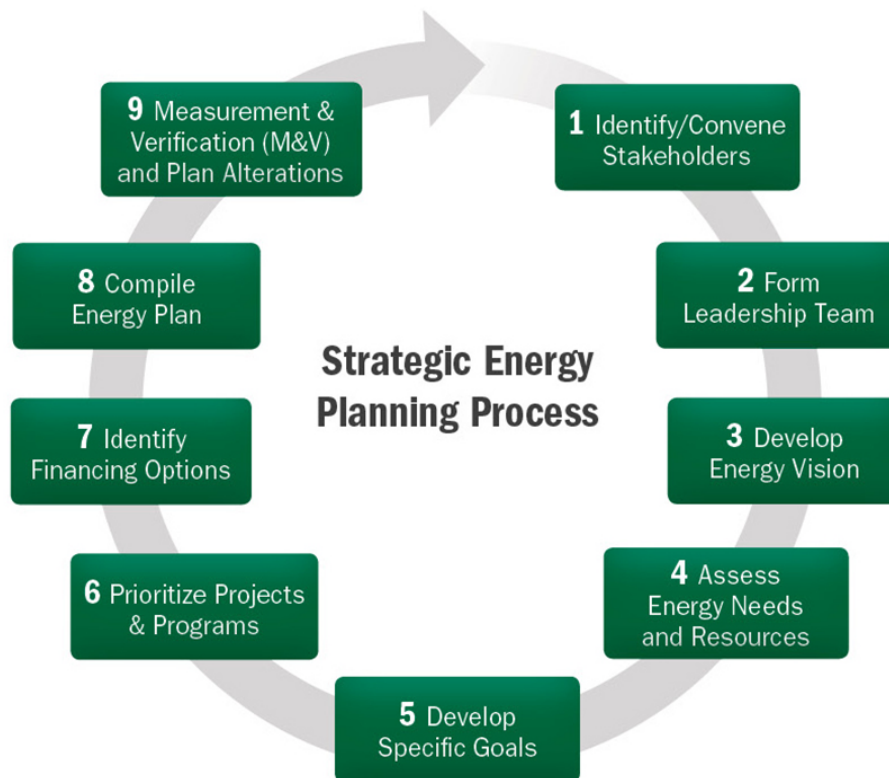 Strategic Energy
Planning Process
1 Identify/Convene
Stakeholders
2 Form
Leadership Team
3 Develop
Energy Vision
4 Assess
Energy Needs
and Resources
5 Develop
Specific Goals
6 Prioritize Projects
& Programs
7 Identify
Financing Options
8 Compile
Energy Plan
9 Measurement &
Verification (M&V)
and Plan Alterations